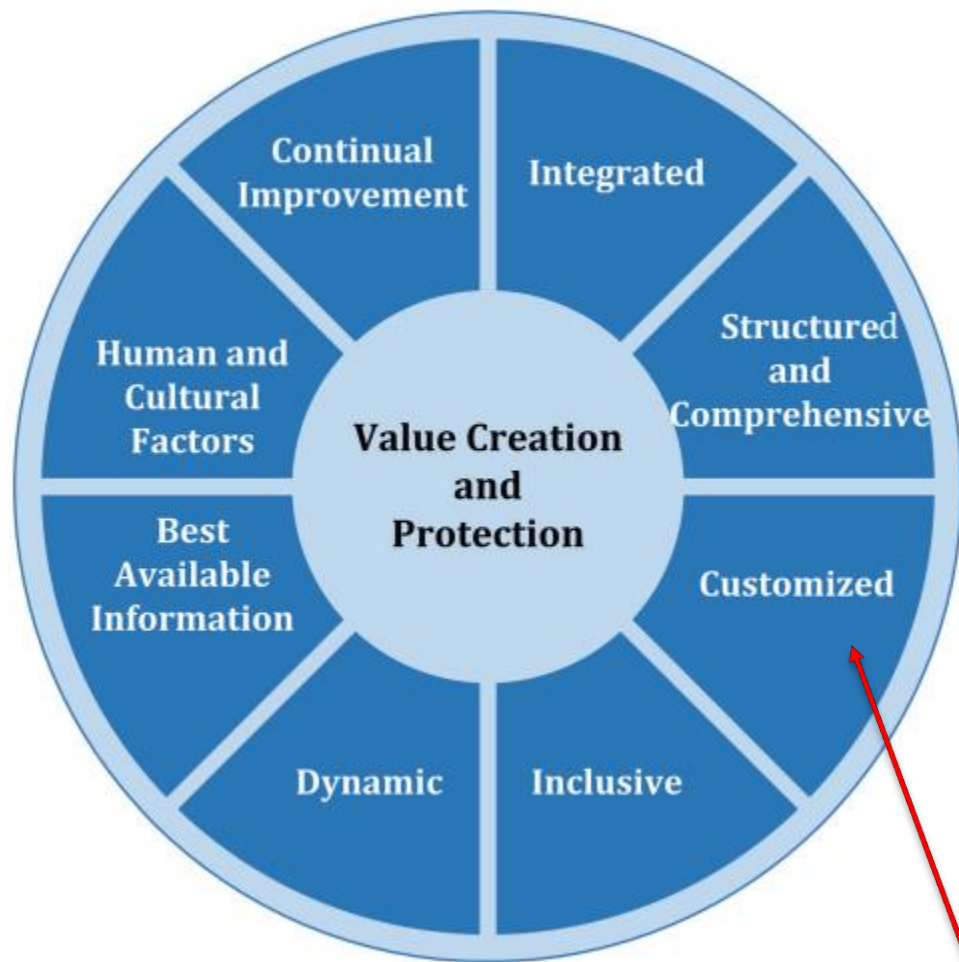 Continual
Improvement
Integrated
Structured
and
Comprehensive
Human and
Cultural
Factors
Value Creation
and
Protection
Best
Available
Information
Customized
Dynamic
Inclusive